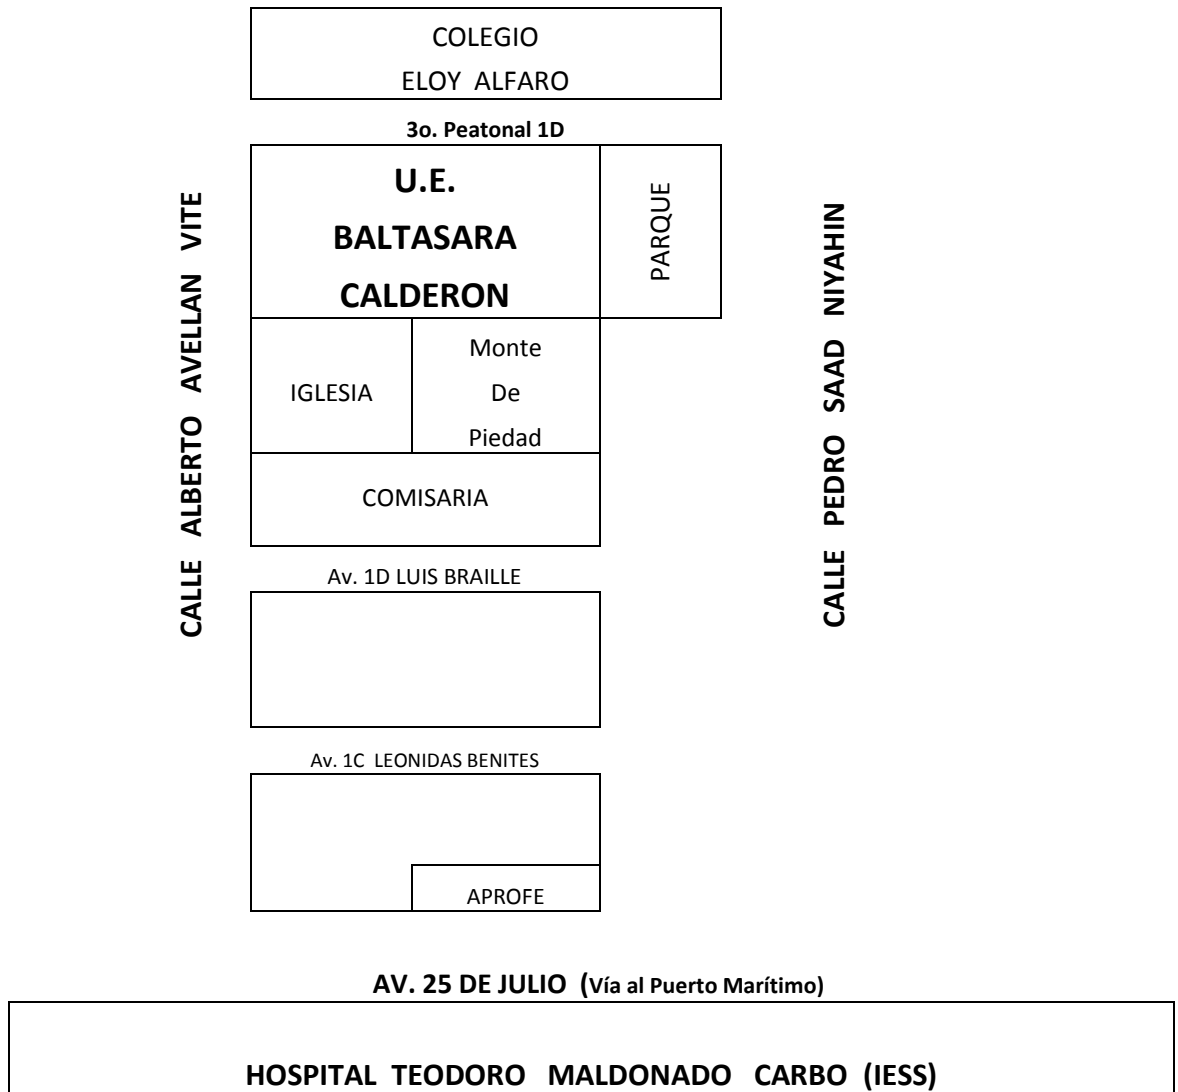 COLEGIO
ELOY ALFARO
3o. Peatonal 1D
U.E.
BALTASARA
CALDERON
PARQUE
CALLE ALBERTO AVELLAN VITE
CALLE PEDRO SAAD NIYAHIN
IGLESIA
Monte
De
Piedad
COMISARIA
Av. 1D LUIS BRAILLE
Av. 1C LEONIDAS BENITES
APROFE
AV. 25 DE JULIO (Vía al Puerto Marítimo)
HOSPITAL TEODORO MALDONADO CARBO (IESS)